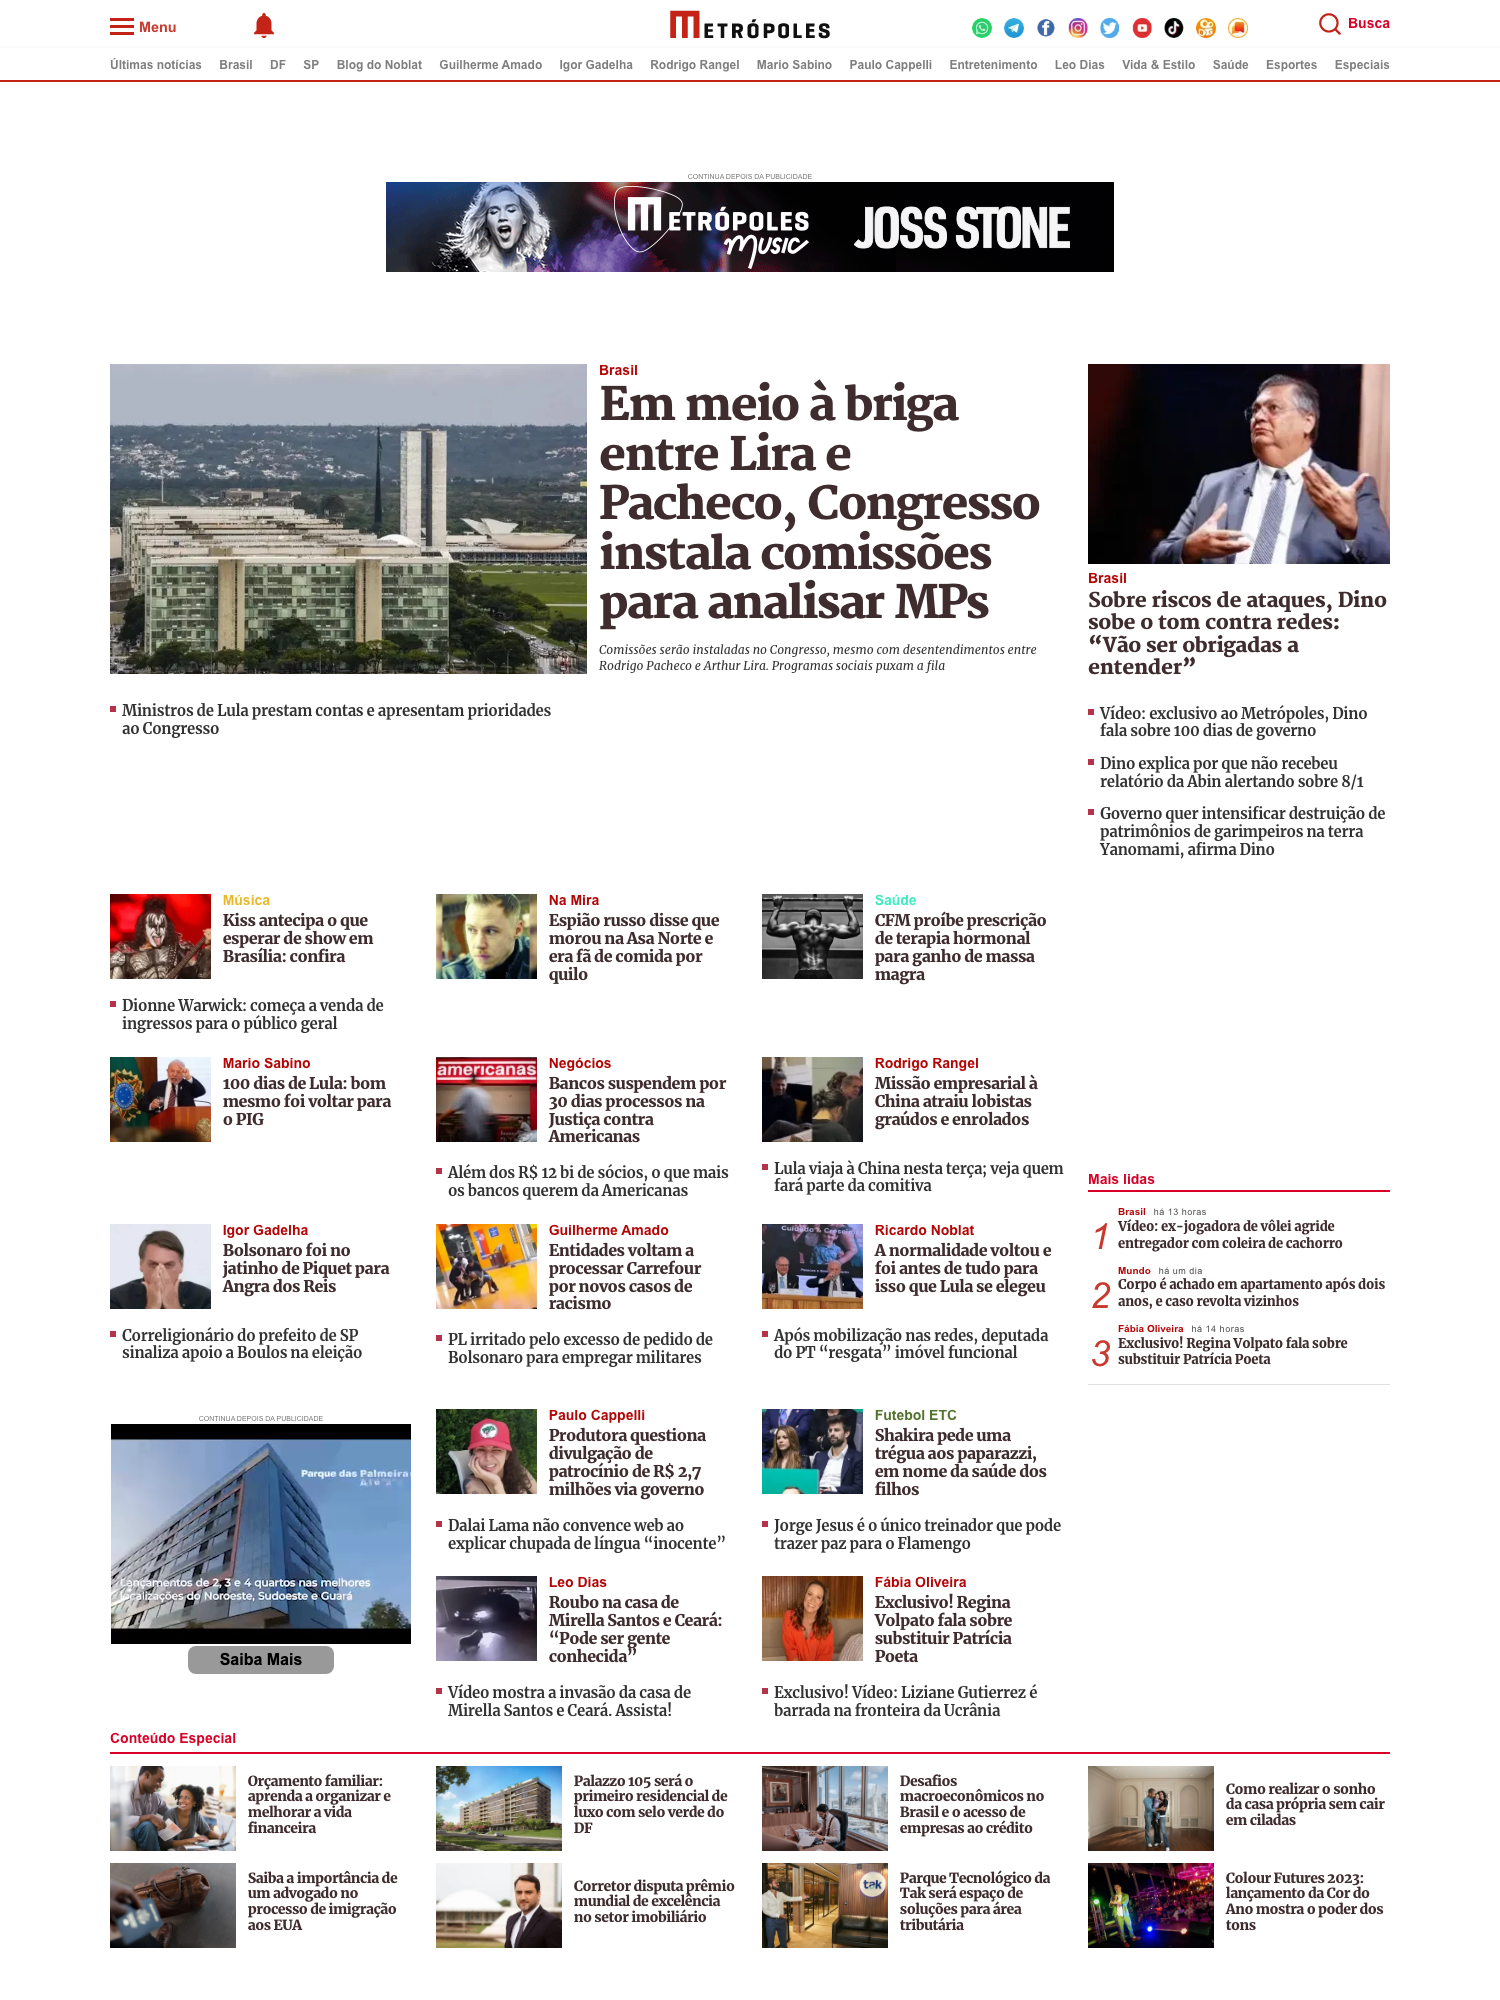 Menu
METRÓPOLES
Busca
Últimas notícias Brasil DF SP Blog do Noblat Guilherme Amado Igor Gadelha Rodrigo Rangel Mario Sabino Paulo Cappelli Entretenimento Leo Dias Vida & Estilo Saúde Esportes Especiais
CONTINUA DEPOIS DA PUBLICIDADE
METRÓPOLES
music
JOSS STONE
Brasil
Em meio à briga
entre Lira e
Pacheco, Congresso
instala comissões
para analisar MPs
Comissões serão instaladas no Congresso, mesmo com desentendimentos entre
Rodrigo Pacheco e Arthur Lira. Programas sociais puxam a fila
Ministros de Lula prestam contas e apresentam prioridades
ao Congresso
Brasil
Sobre riscos de ataques, Dino
sobe o tom contra redes:
“Vão ser obrigadas a
entender”
Vídeo: exclusivo ao Metrópoles, Dino
fala sobre 100 dias de governo
Dino explica por que não recebeu
relatório da Abin alertando sobre 8/1
Governo quer intensificar destruição de
patrimônios de garimpeiros na terra
Yanomami, afirma Dino
Música
Kiss antecipa o que
esperar de show em
Brasília: confira
Dionne Warwick: começa a venda de
ingressos para o público geral
Na Mira
Espião russo disse que
morou na Asa Norte e
era fã de comida por
quilo
Saúde
CFM proíbe prescrição
de terapia hormonal
para ganho de massa
magra
Mario Sabino
100 dias de Lula: bom
mesmo foi voltar para
o PIG
americanas
Negócios
Bancos suspendem por
30 dias processos na
Justiça contra
Americanas
Além dos R$ 12 bi de sócios, o que mais
os bancos querem da Americanas
Rodrigo Rangel
Missão empresarial à
China atraiu lobistas
graúdos e enrolados
Lula viaja à China nesta terça; veja quem
fará parte da comitiva
Igor Gadelha
Bolsonaro foi no
jatinho de Piquet para
Angra dos Reis
Correligionário do prefeito de SP
sinaliza apoio a Boulos na eleição
Guilherme Amado
Entidades voltam a
processar Carrefour
por novos casos de
racismo
PL irritado pelo excesso de pedido de
Bolsonaro para empregar militares
Ricardo Noblat
A normalidade voltou e
foi antes de tudo para
isso que Lula se elegeu
Após mobilização nas redes, deputada
do PT “resgata” imóvel funcional
Mais lidas
1
Brasil há 13 horas
Vídeo: ex-jogadora de vôlei agride
entregador com coleira de cachorro
2
Mundo há um dia
Corpo é achado em apartamento após dois
anos, e caso revolta vizinhos
3
Fábia Oliveira há 14 horas
Exclusivo! Regina Volpato fala sobre
substituir Patrícia Poeta
CONTINUA DEPOIS DA PUBLICIDADE
Parque das Palmeira
Lançamentos de 2, 3 e 4 quartos nas melhores
localizações do Noroeste, Sudoeste e Guará
Saiba Mais
Paulo Cappelli
Produtora questiona
divulgação de
patrocínio de R$ 2,7
milhões via governo
Dalai Lama não convence web ao
explicar chupada de língua “inocente”
Futebol ETC
Shakira pede uma
trégua aos paparazzi,
em nome da saúde dos
filhos
Jorge Jesus é o único treinador que pode
trazer paz para o Flamengo
Leo Dias
Roubo na casa de
Mirella Santos e Ceará:
“Pode ser gente
conhecida”
Vídeo mostra a invasão da casa de
Mirella Santos e Ceará. Assista!
Fábia Oliveira
Exclusivo! Regina
Volpato fala sobre
substituir Patrícia
Poeta
Exclusivo! Vídeo: Liziane Gutierrez é
barrada na fronteira da Ucrânia
Conteúdo Especial
Orçamento familiar:
aprenda a organizar e
melhorar a vida
financeira
Palazzo 105 será o
primeiro residencial de
luxo com selo verde do
DF
Desafios
macroeconômicos no
Brasil e o acesso de
empresas ao crédito
Como realizar o sonho
da casa própria sem cair
em ciladas
Saiba a importância de
um advogado no
processo de imigração
aos EUA
Corretor disputa prêmio
mundial de excelência
no setor imobiliário
tak
Parque Tecnológico da
Tak será espaço de
soluções para área
tributária
Colour Futures 2023:
lançamento da Cor do
Ano mostra o poder dos
tons